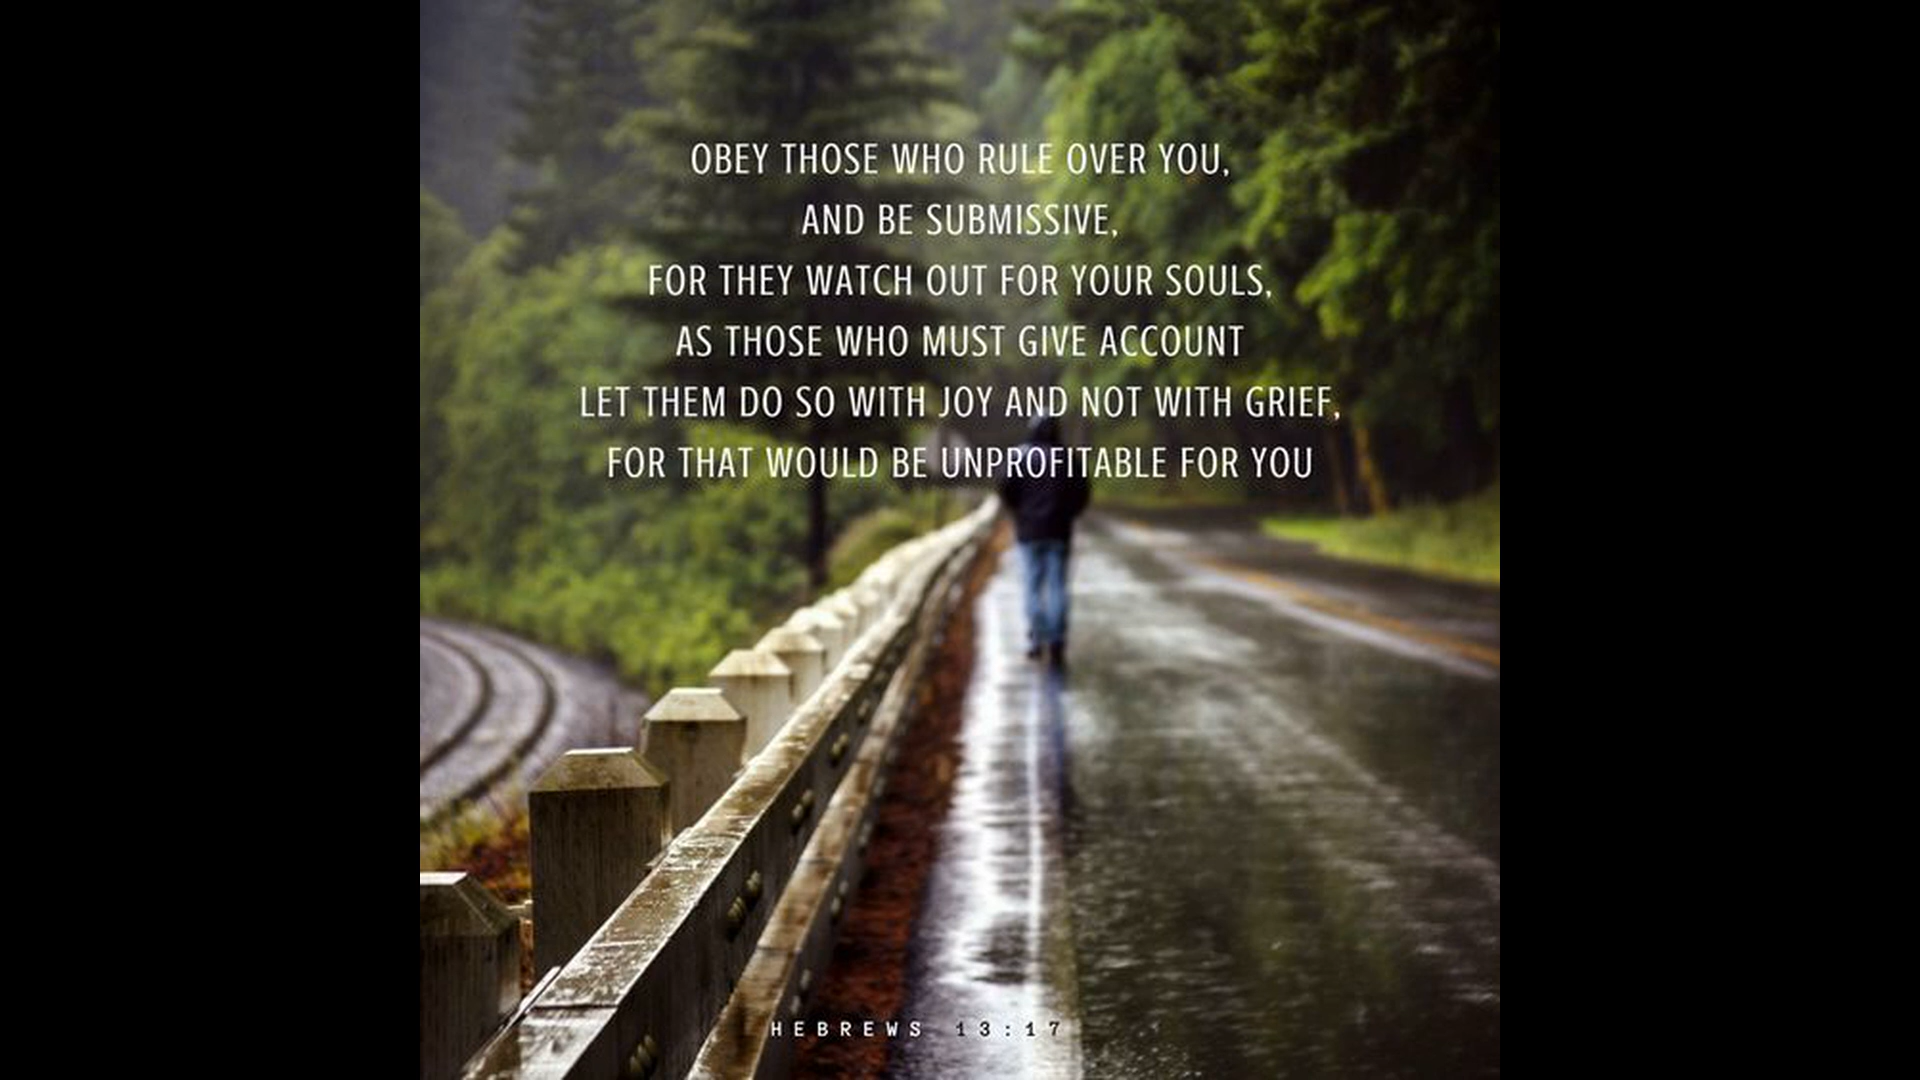 OBEY THOSE WHO RULE OVER YOU,
AND BE SUBMISSIVE,
FOR THEY WATCH OUT FOR YOUR SOULS,
AS THOSE WHO MUST GIVE ACCOUNT
LET THEM DO SO WITH JOY AND NOT WITH GRIEF,
FOR THAT WOULD BE UNPROFITABLE FOR YOU
HEBREWS 13:17